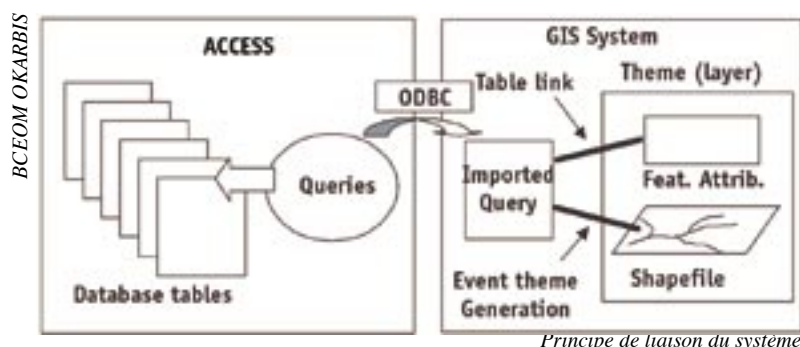 BCEOM OKARBIS
ACCESS
Queries
Database tables
ODBC
GIS System
Table link
Theme (layer)
Imported
Query
Feat. Attrib.
Event theme
Generation
Shapefile
Principe de liaison du système